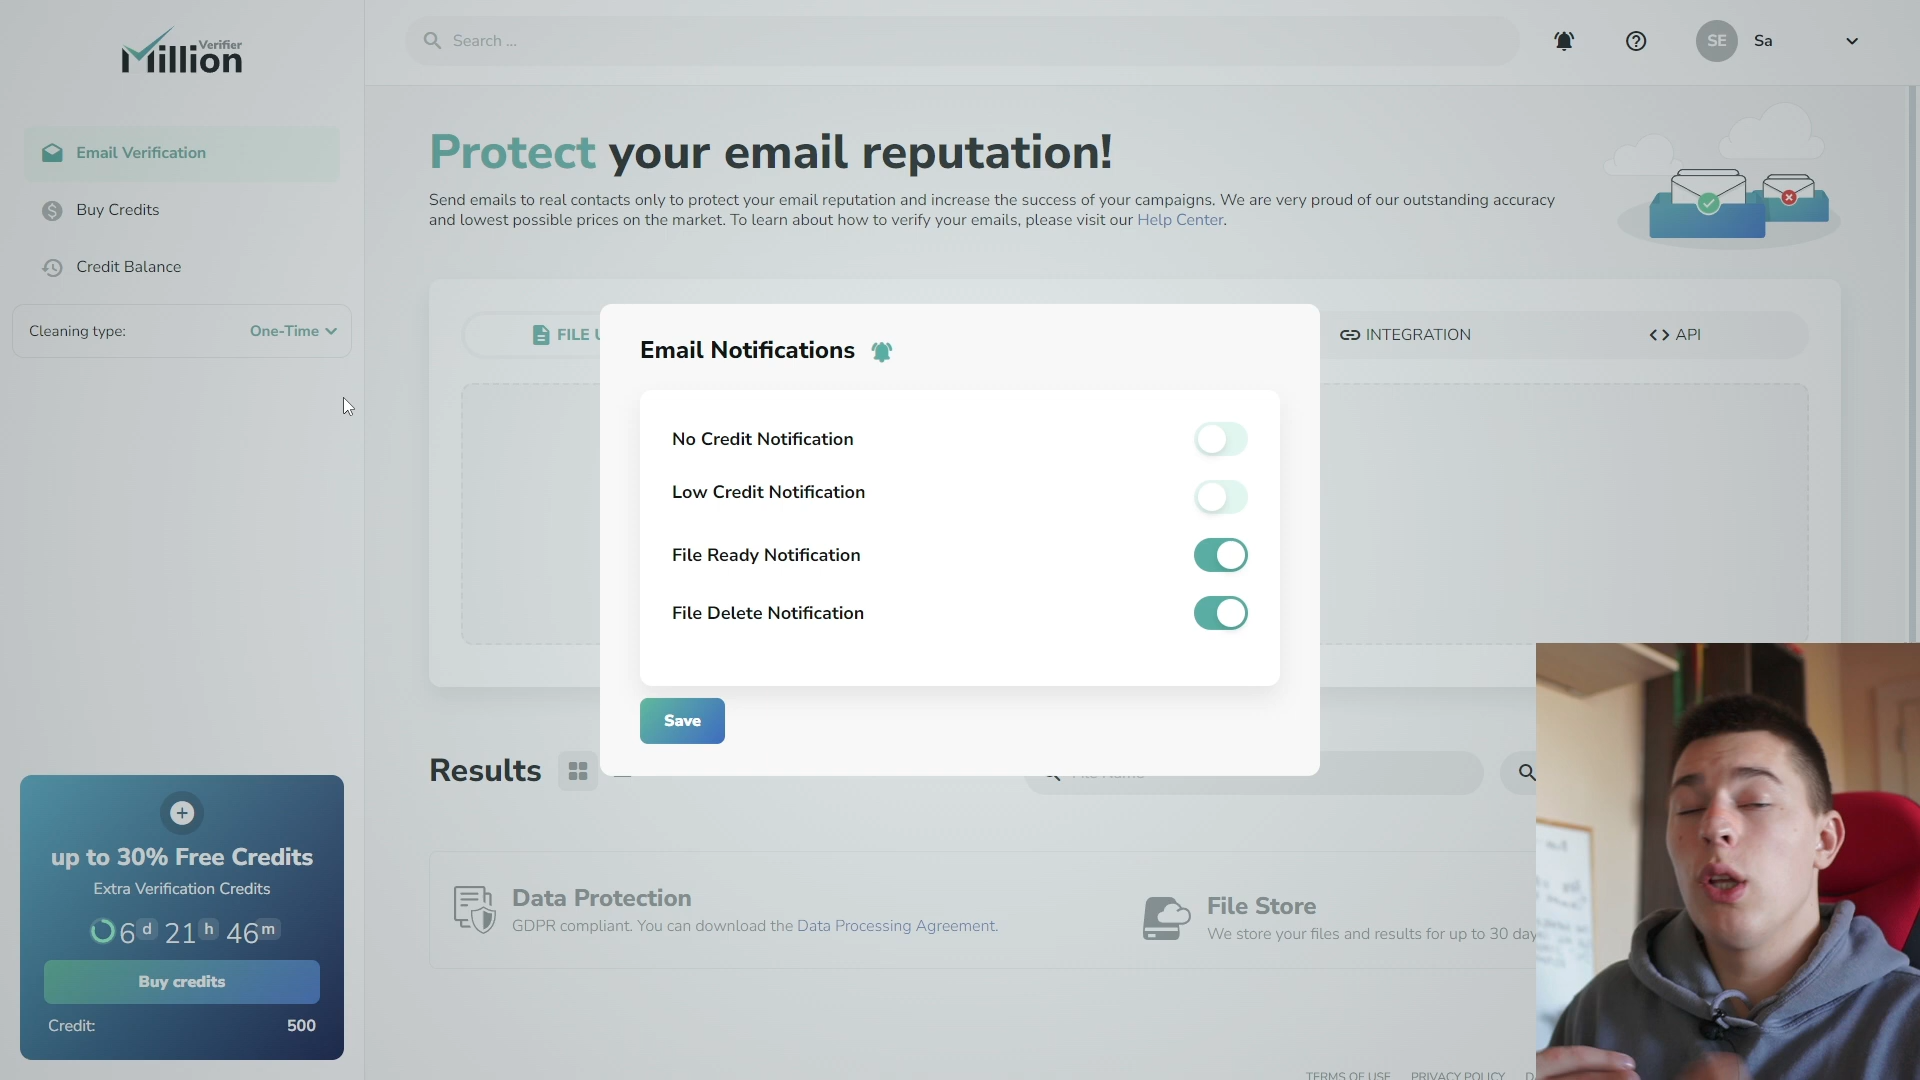 Million
Verifier
Search ...
SE
Sa
Email Verification
Buy Credits
Credit Balance
Cleaning type:
One-Time
Protect your email reputation!
Send emails to real contacts only to protect your email reputation and increase the success of your campaigns. We are very proud of our outstanding accuracy
and lowest possible prices on the market. To learn about how to verify your emails, please visit our Help Center.
FILE U
INTEGRATION
API
Email Notifications
No Credit Notification
Low Credit Notification
File Ready Notification
File Delete Notification
Save
Results
File Name
Data Protection
GDPR compliant. You can download the Data Processing Agreement.
File Store
We store your files and results for up to 30 day
up to 30% Free Credits
Extra Verification Credits
6 d 21 h 46 m
Buy credits
Credit: 500
TERMS OF USE
PRIVACY POLICY